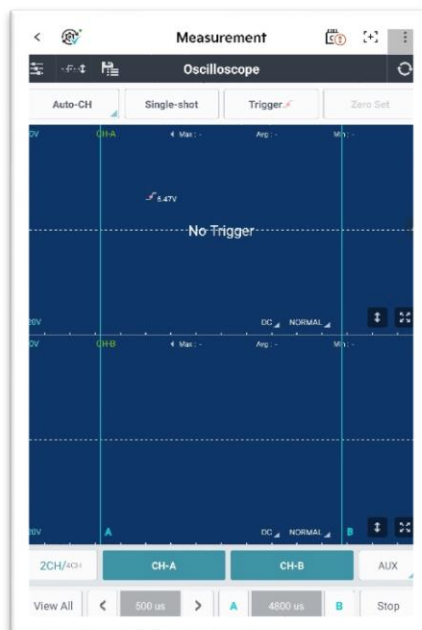 Measurement
Oscilloscope
Auto-CH Single-shot Trigger Zero Set
0V CH-A Max : - Avg : - Min : -
5.47V
No Trigger
20V DC NORMAL
0V CH-B Max : - Avg : - Min : -
20V A DC NORMAL B
2CH/4CH CH-A CH-B AUX
View All < 500 us > A 4800 us B Stop